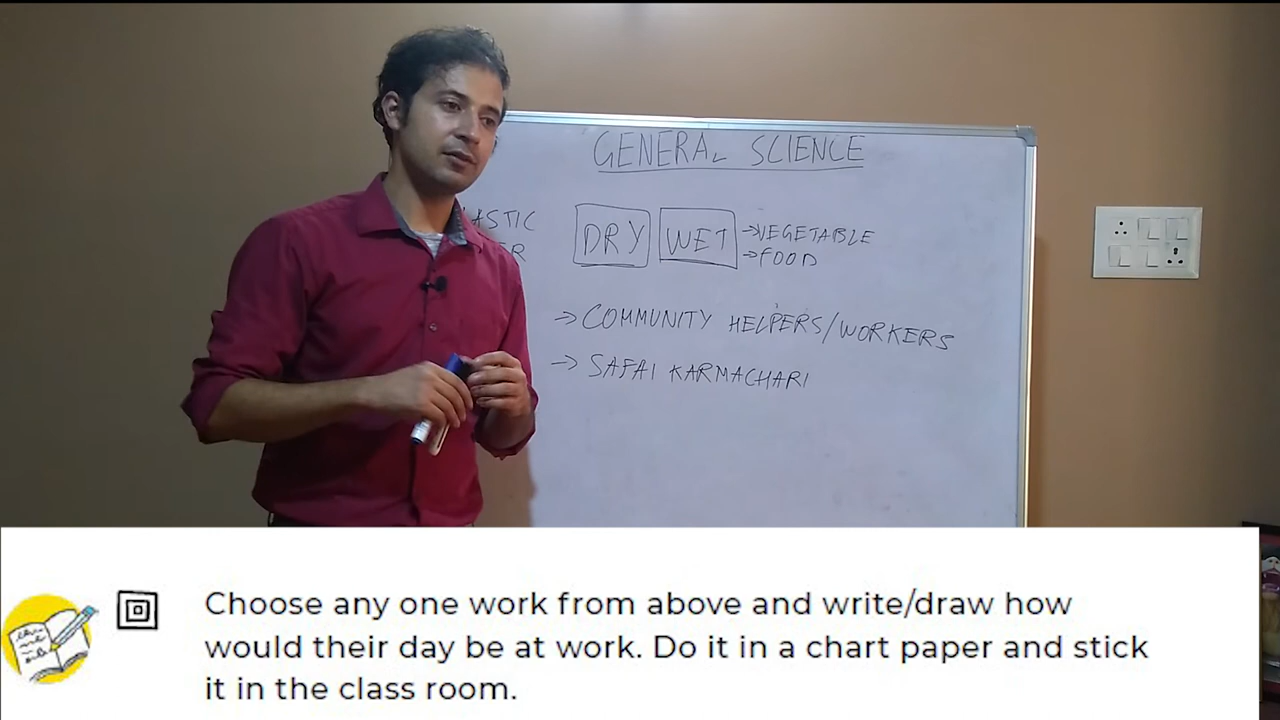 GENERAL SCIENCE
DRY WET →VEGETABLE
→FOOD
→ COMMUNITY HELPERS/WORKERS
→ SAFAI KARMACHARI
Choose any one work from above and write/draw how
would their day be at work. Do it in a chart paper and stick
it in the class room.